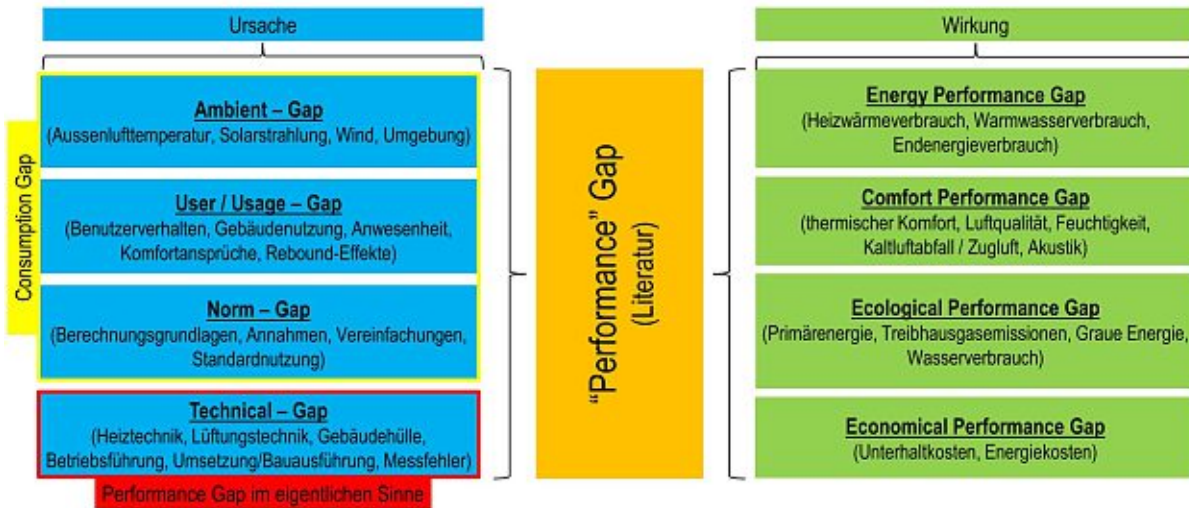 Ursache
Consumption Gap
Ambient – Gap
(Aussenlufttemperatur, Solarstrahlung, Wind, Umgebung)
User / Usage – Gap
(Benutzerverhalten, Gebäudenutzung, Anwesenheit,
Komfortansprüche, Rebound-Effekte)
Norm – Gap
(Berechnungsgrundlagen, Annahmen, Vereinfachungen,
Standardnutzung)
Technical – Gap
(Heiztechnik, Lüftungstechnik, Gebäudehülle,
Betriebsführung, Umsetzung/Bauausführung, Messfehler)
Performance Gap im eigentlichen Sinne
“Performance” Gap
(Literatur)
Wirkung
Energy Performance Gap
(Heizwärmeverbrauch, Warmwasserverbrauch,
Endenergieverbrauch)
Comfort Performance Gap
(thermischer Komfort, Luftqualität, Feuchtigkeit,
Kaltluftabfall / Zugluft, Akustik)
Ecological Performance Gap
(Primärenergie, Treibhausgasemissionen, Graue Energie,
Wasserverbrauch)
Economical Performance Gap
(Unterhaltkosten, Energiekosten)